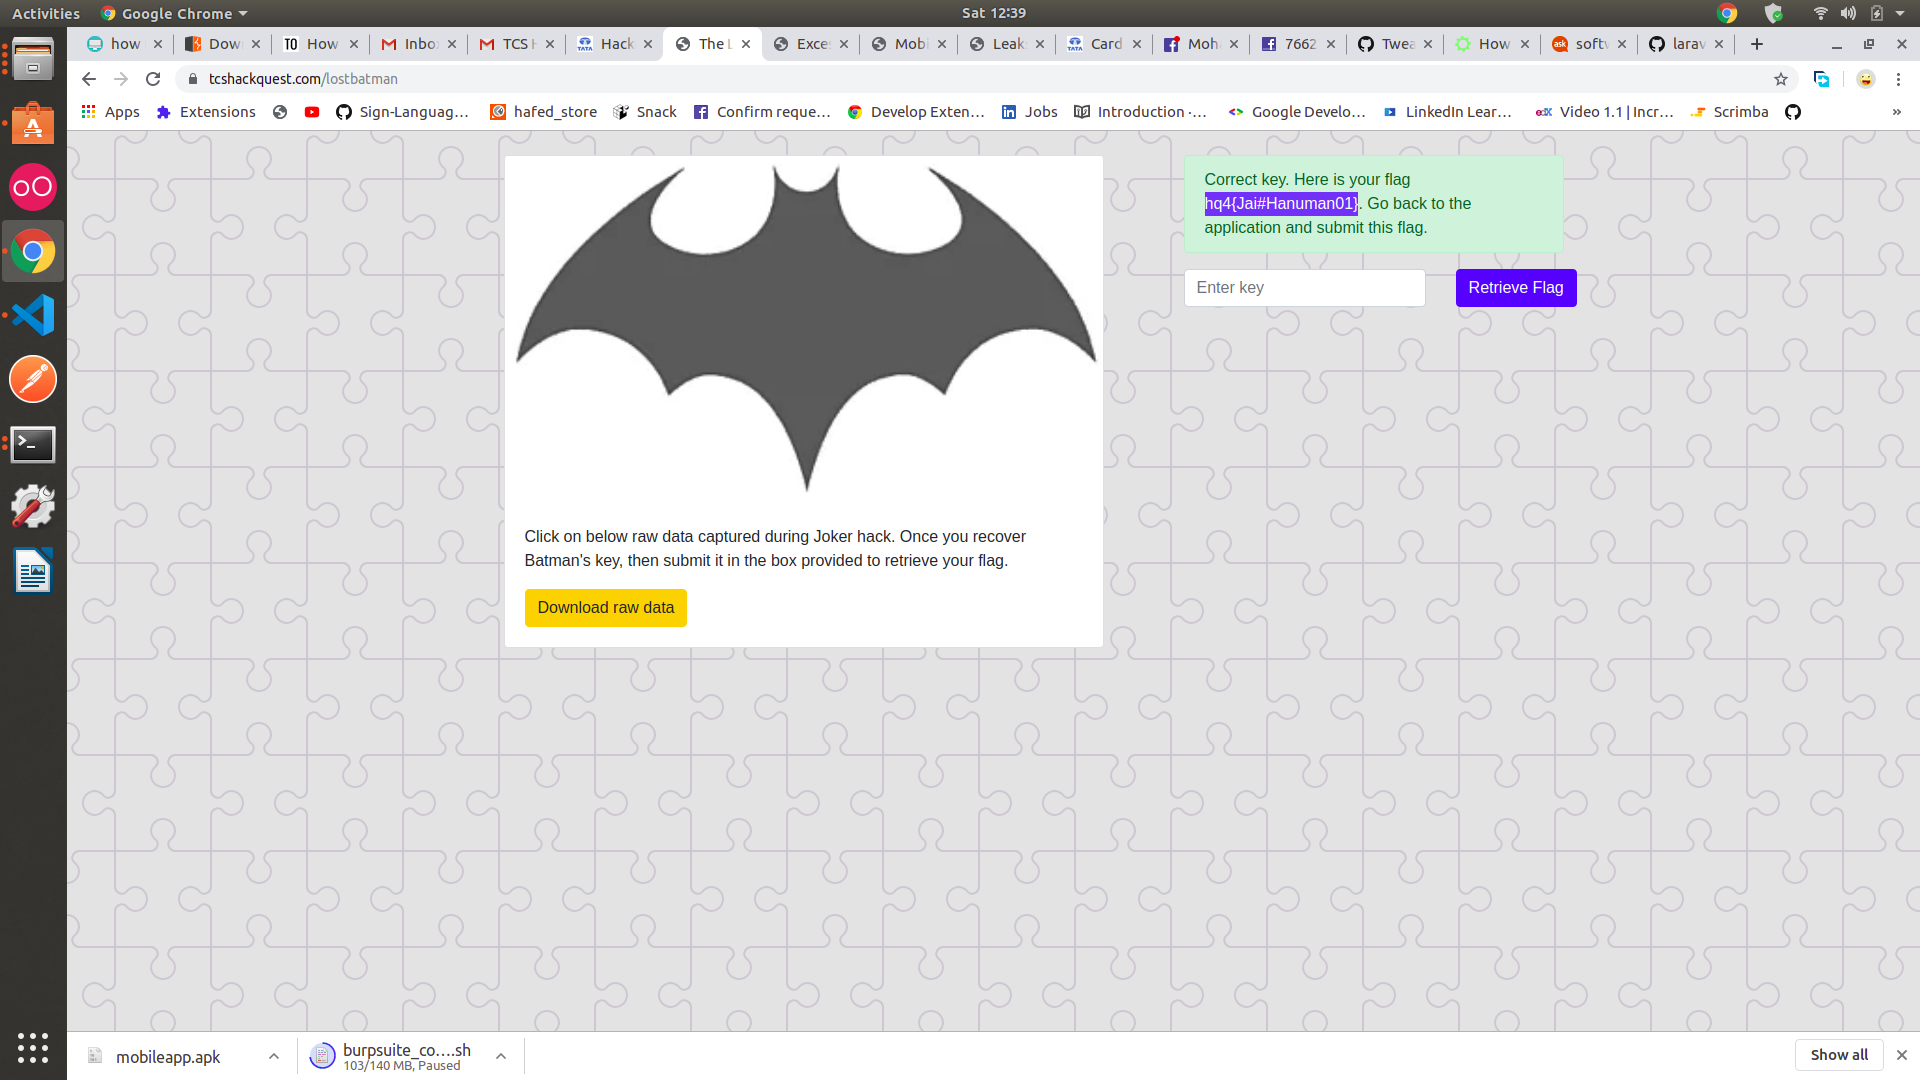 Activities
Google Chrome
Sat 12:39
how
Dow
How
Inbo
TCS H
Hack
The L
Exce
Mobi
Leak
Card
Moh
7662
Twea
How
softw
larav
tcshackquest.com/lostbatman
Apps
Extensions
Sign-Languag...
hafed_store
Snack
Confirm reque...
Develop Exten...
Jobs
Introduction ·...
Google Develo...
LinkedIn Lear...
Video 1.1 | Incr...
Scrimba
»
Correct key. Here is your flag
hq4{Jai#Hanuman01}. Go back to the
application and submit this flag.
Enter key
Retrieve Flag
Click on below raw data captured during Joker hack. Once you recover
Batman's key, then submit it in the box provided to retrieve your flag.
Download raw data
mobileapp.apk
burpsuite_co....sh
103/140 MB, Paused
Show all